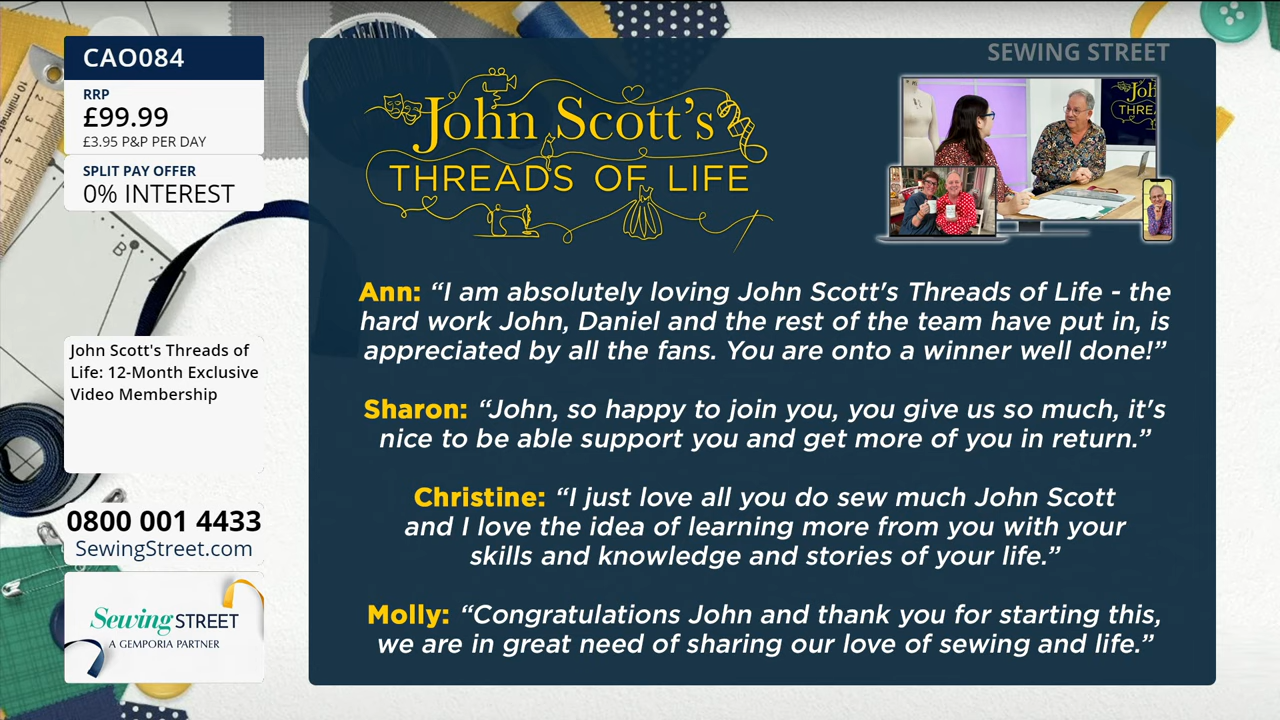 CAO084
RRP
£99.99
£3.95 P&P PER DAY
SPLIT PAY OFFER
0% INTEREST
John Scott's Threads of
Life: 12-Month Exclusive
Video Membership
0800 001 4433
SewingStreet.com
Sewing STREET
A GEMPORIA PARTNER
SEWING STREET
John Scott's
THREADS OF LIFE
Ann: “I am absolutely loving John Scott's Threads of Life - the
hard work John, Daniel and the rest of the team have put in, is
appreciated by all the fans. You are onto a winner well done!”
Sharon: “John, so happy to join you, you give us so much, it's
nice to be able support you and get more of you in return.”
Christine: “I just love all you do sew much John Scott
and I love the idea of learning more from you with your
skills and knowledge and stories of your life.”
Molly: “Congratulations John and thank you for starting this,
we are in great need of sharing our love of sewing and life.”